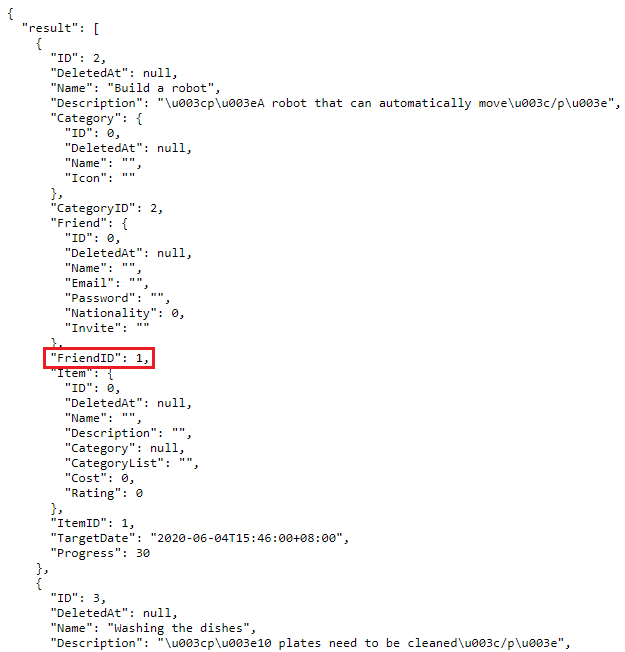 {
  "result": [
    {
      "ID": 2,
      "DeletedAt": null,
      "Name": "Build a robot",
      "Description": "\u003cp\u003eA robot that can automatically move\u003c/p\u003e",
      "Category": {
        "ID": 0,
        "DeletedAt": null,
        "Name": "",
        "Icon": ""
      },
      "CategoryID": 2,
      "Friend": {
        "ID": 0,
        "DeletedAt": null,
        "Name": "",
        "Email": "",
        "Password": "",
        "Nationality": 0,
        "Invite": ""
      },
      "FriendID": 1,
      "Item": {
        "ID": 0,
        "DeletedAt": null,
        "Name": "",
        "Description": "",
        "Category": null,
        "CategoryList": "",
        "Cost": 0,
        "Rating": 0
      },
      "ItemID": 1,
      "TargetDate": "2020-06-04T15:46:00+08:00",
      "Progress": 30
    },
    {
      "ID": 3,
      "DeletedAt": null,
      "Name": "Washing the dishes",
      "Description": "\u003cp\u003e10 plates need to be cleaned\u003c/p\u003e",